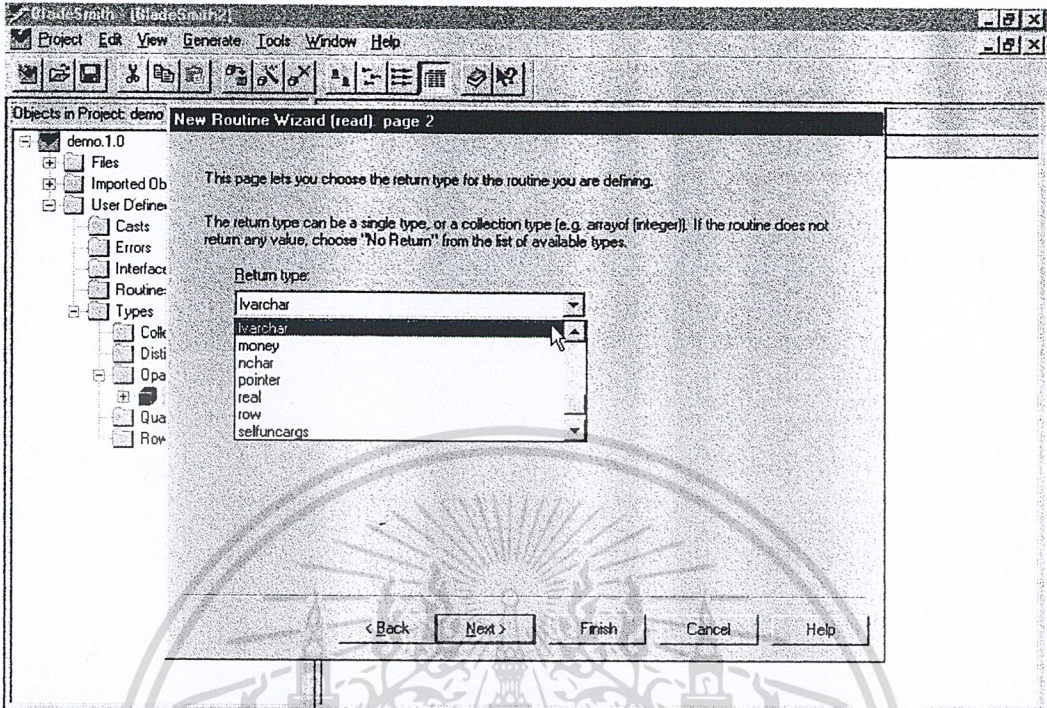 BladeSmith - [BladeSmith2]
Project Edit View Generate Tools Window Help
Objects in Project: demo
New Routine Wizard (read). page 2
demo.1.0
Files
Imported Ob
User Define
Casts
Errors
Interface
Routine
Types
Colle
Disti
Opa
Qua
Row
This page lets you choose the return type for the routine you are defining.
The return type can be a single type, or a collection type (e.g. arrayof (integer)). If the routine does not
return any value, choose "No Return" from the list of available types.
Return type:
lvarchar
lvarchar
money
nchar
pointer
real
row
selfuncargs
< Back Next > Finish Cancel Help